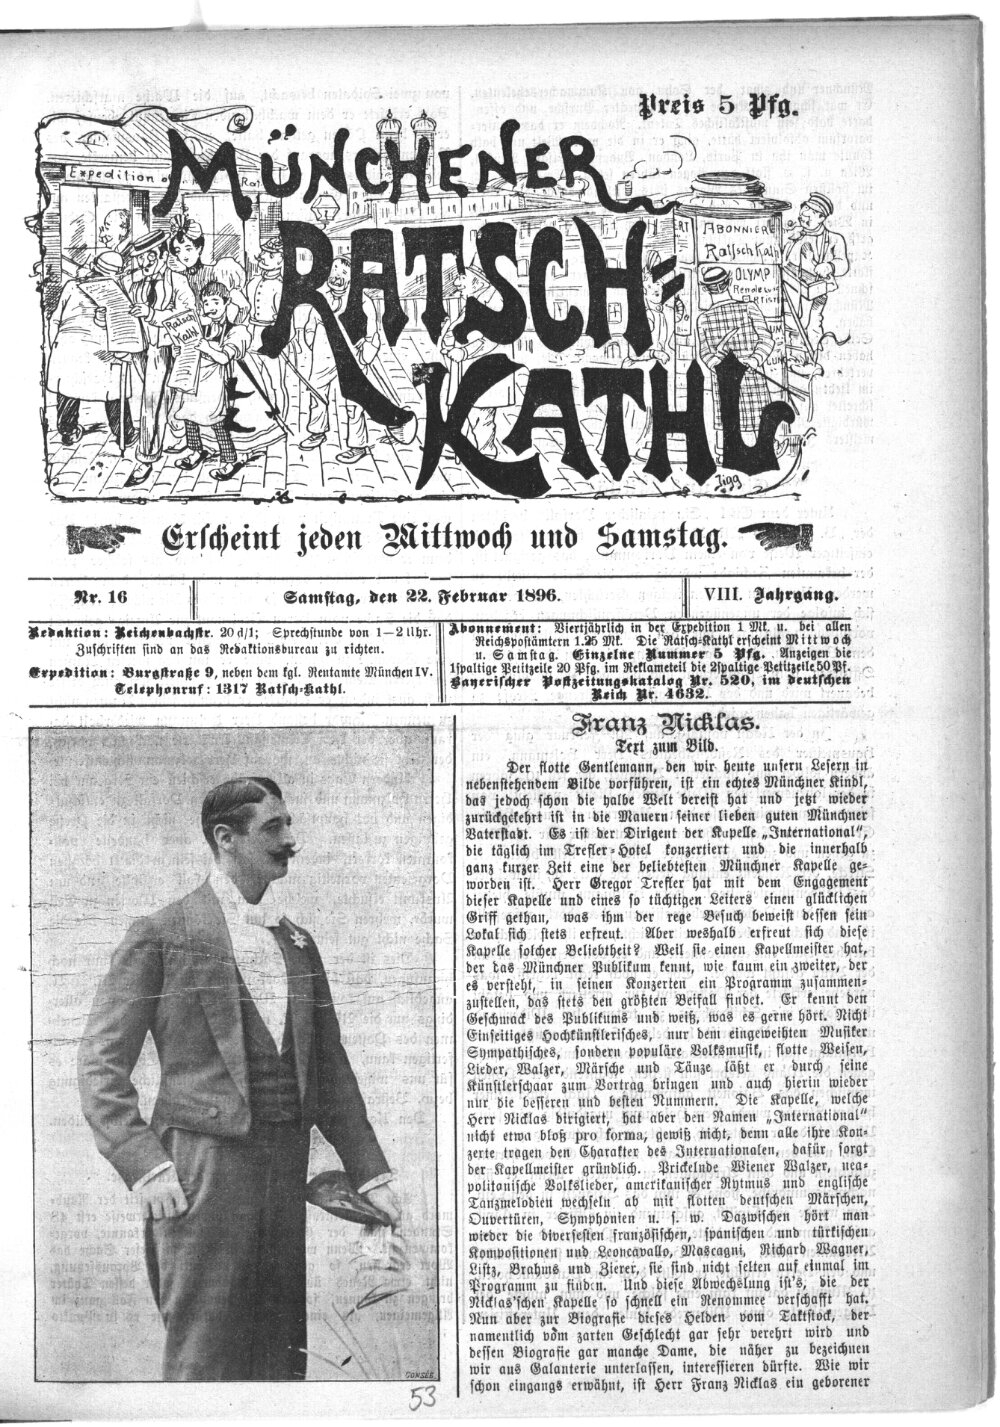 Preis 5 Pfg.
Expedition
MÜNCHENER
RATSCH=
KATHL
Ratsch
Kathl
ABONNIERT
Ratsch Kathl
OLYMP
Rendez v
Artist
Zigg
Erscheint jeden Mittwoch und Samstag.
Nr. 16
Samstag, den 22. Februar 1896.
VIII. Jahrgang.
Redaktion: Reichenbachstr. 20 d/1; Sprechstunde von 1—2 Uhr.
Zuschriften sind an das Redaktionsbureau zu richten.
Expedition: Burgstraße 9, neben dem kgl. Rentamte München IV.
Telephonruf: 1317 Ratsch-Kathl.
Abonnement: Viertjährlich in der Expedition 1 Mk. u. bei allen
Reichspostämtern 1.25 Mk. Die Ratsch-Kathl erscheint Mittwoch
u. Samstag. Einzelne Nummer 5 Pfg. Anzeigen die
1spaltige Petitzeile 20 Pfg. im Reklameteil die 2spaltige Petitzeile 50 Pf.
Bayerischer Postzeitungskatalog Nr. 520, im deutschen
Reich Nr. 4632.
CONSÉE
53
Franz Nicklas.
Text zum Bild.
Der flotte Gentlemann, den wir heute unsern Lesern in
nebenstehendem Bilde vorführen, ist ein echtes Münchner Kindl,
das jedoch schon die halbe Welt bereist hat und jetzt wieder
zurückgekehrt ist in die Mauern seiner lieben guten Münchner
Vaterstadt. Es ist der Dirigent der Kapelle „International“,
die täglich im Trefler-Hotel konzertiert und die innerhalb
ganz kurzer Zeit eine der beliebtesten Münchner Kapelle ge-
worden ist. Herr Gregor Trefler hat mit dem Engagement
dieser Kapelle und eines so tüchtigen Leiters einen glücklichen
Griff gethan, was ihm der rege Besuch beweist dessen sein
Lokal sich stets erfreut. Aber weshalb erfreut sich diese
Kapelle solcher Beliebtheit? Weil sie einen Kapellmeister hat,
der das Münchner Publikum kennt, wie kaum ein zweiter, der
es versteht, in seinen Konzerten ein Programm zusammen-
zustellen, das stets den größten Beifall findet. Er kennt den
Geschmack des Publikums und weiß, was es gerne hört. Nicht
Einseitiges Hochkünstlerisches, nur dem eingeweihten Musiker
Sympathisches, sondern populäre Volksmusik, flotte Weisen,
Lieder, Walzer, Märsche und Tänze läßt er durch seine
Künstlerschaar zum Vortrag bringen und auch hierin wieder
nur die besseren und besten Nummern. Die Kapelle, welche
Herr Nicklas dirigiert, hat aber den Namen „International“
nicht etwa bloß pro forma, gewiß nicht, denn alle ihre Kon-
zerte tragen den Charakter des Internationalen, dafür sorgt
der Kapellmeister gründlich. Prickelnde Wiener Walzer, nea-
politanische Volkslieder, amerikanischer Rytmus und englische
Tanzmelodien wechseln ab mit flotten deutschen Märschen,
Ouvertüren, Symphonien u. s. w. Dazwischen hört man
wieder die diversesten französischen, spanischen und türkischen
Kompositionen und Leoncavallo, Mascagni, Richard Wagner,
Listz, Brahms und Zierer, sie sind nicht selten auf einmal im
Programm zu finden. Und diese Abwechslung ist's, die der
Nicklas'schen Kapelle so schnell ein Renommee verschafft hat.
Nun aber zur Biografie dieses Helden vom Taktstock, der
namentlich vom zarten Geschlecht gar sehr verehrt wird und
dessen Biografie gar manche Dame, die näher zu bezeichnen
wir aus Galanterie unterlassen, interessieren dürfte. Wie wir
schon eingangs erwähnt, ist Herr Franz Nicklas ein geborener